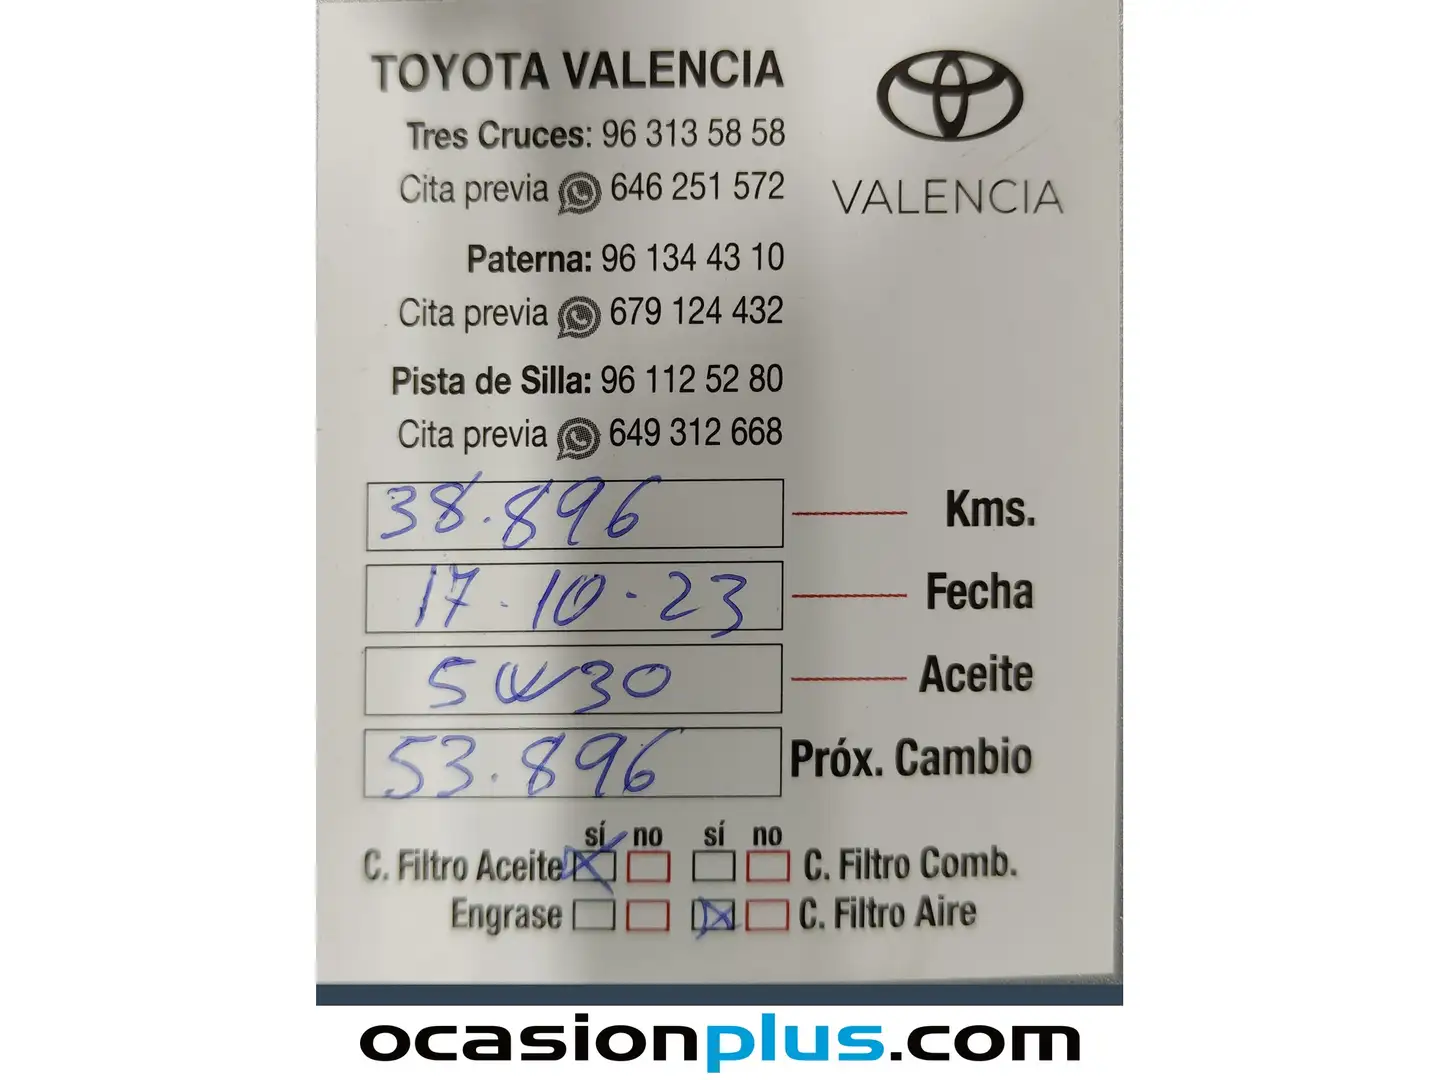 TOYOTA VALENCIA
Tres Cruces: 96 313 58 58
Cita previa 646 251 572
VALENCIA
Paterna: 96 134 43 10
Cita previa 679 124 432
Pista de Silla: 96 112 52 80
Cita previa 649 312 668
38.896 Kms.
17-10-23 Fecha
5W30 Aceite
53.896 Próx. Cambio
sí no sí no
C. Filtro Aceite C. Filtro Comb.
Engrase C. Filtro Aire
ocasionplus.com